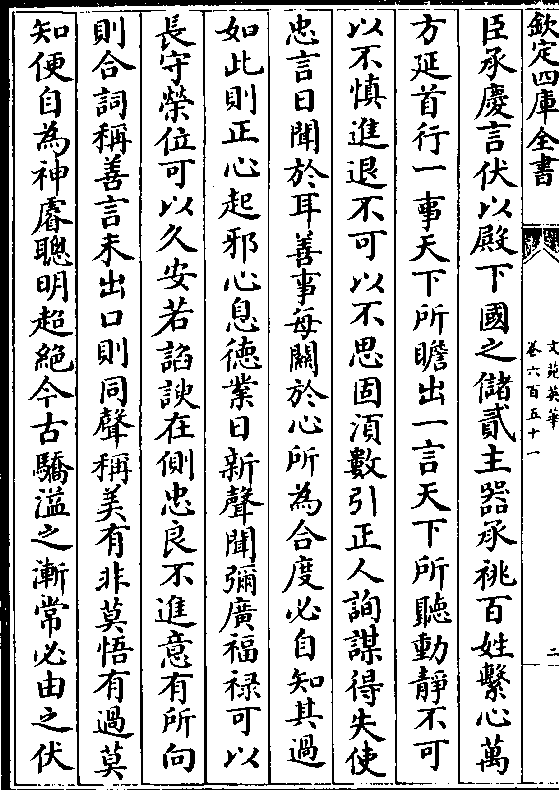 欽定四庫全書
文苑英華
卷六百五十一
二
臣承慶言伏以殿下國之儲貳主器承祧百姓繫心萬
方延首行一事天下所瞻出一言天下所聽動靜不可
以不慎進退不可以不思固須數引正人詢謀得失使
忠言日聞於耳善事每關於心所為合度必自知其過
如此則正心起邪心息德業日新聲聞彌廣福禄可以
長守榮位可以久安若諂諛在側忠良不進意有所向
則合詞稱善言未出口則同聲稱美有非莫悟有過莫
知便自為神睿聰明超絶今古驕溢之漸常必由之伏